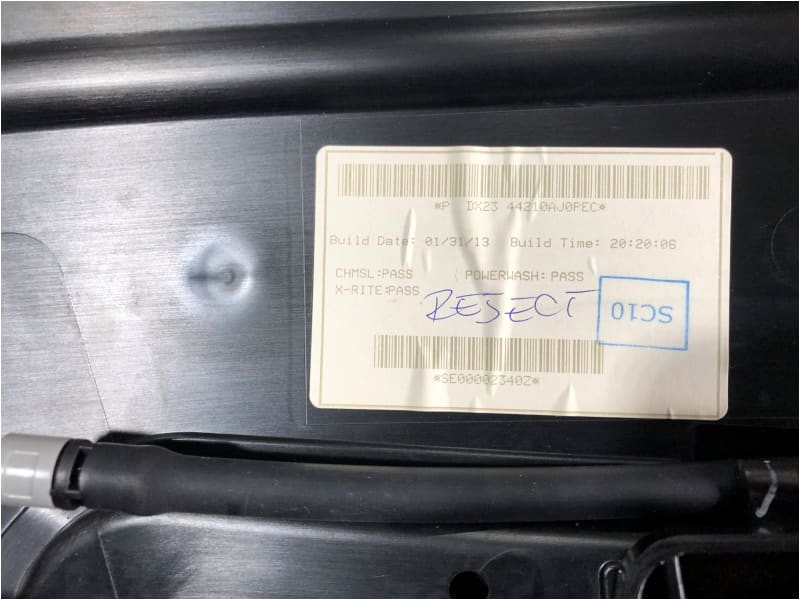 *P DX23 44210AJ0PEC*
Build Date: 01/31/13 Build Time: 20:20:06
CHMSL:PASS (POWERWASH: PASS
X-RITE:PASS
REJECT
SC10
*SE00002340Z*